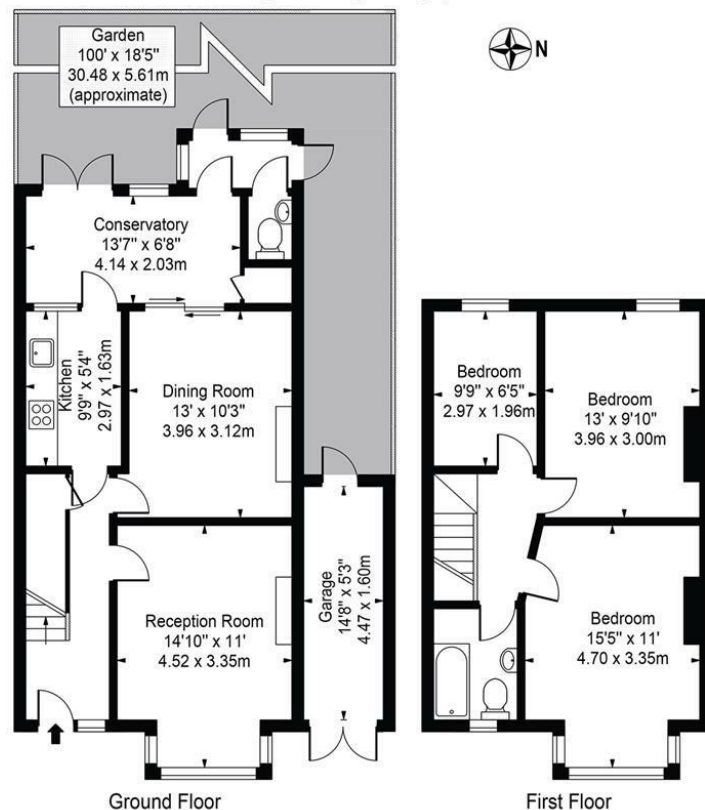 Garden
100' x 18'5"
30.48 x 5.61m
(approximate)
N
Conservatory
13'7" x 6'8"
4.14 x 2.03m
Kitchen
9'9" x 5'4"
2.97 x 1.63m
Dining Room
13' x 10'3"
3.96 x 3.12m
Reception Room
14'10" x 11'
4.52 x 3.35m
Garage
14'8" x 5'3"
4.47 x 1.60m
Ground Floor
Bedroom
9'9" x 6'5"
2.97 x 1.96m
Bedroom
13' x 9'10"
3.96 x 3.00m
Bedroom
15'5" x 11'
4.70 x 3.35m
First Floor